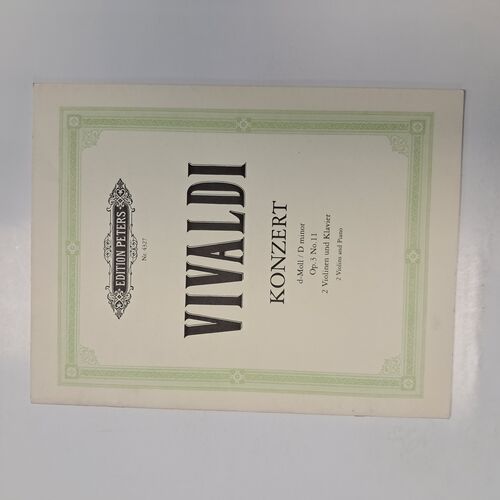 EDITION PETERS
Nr. 4327
VIVALDI
KONZERT
d-Moll / D minor
Op. 3 No. 11
2 Violinen und Klavier
2 Violins and Piano